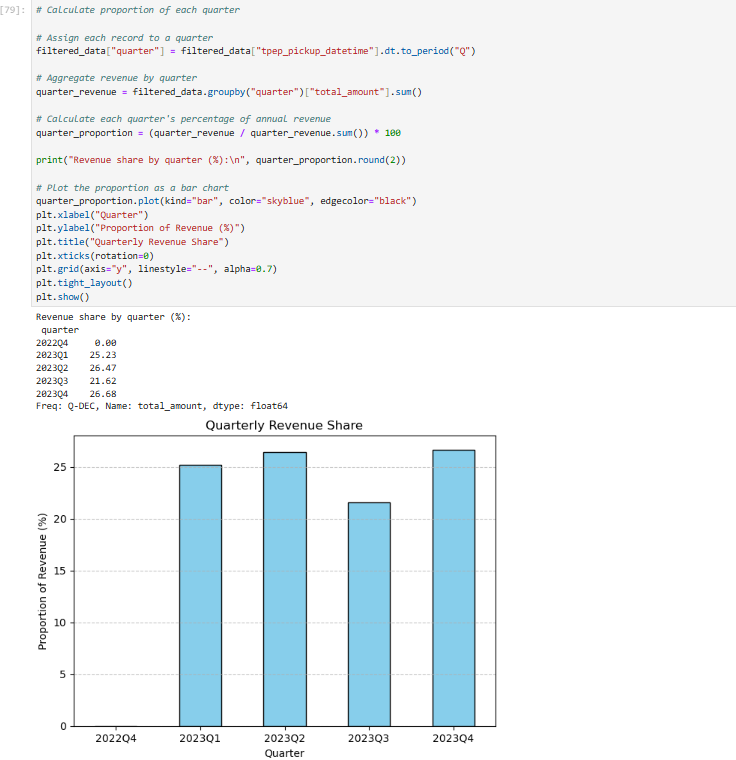 [79]: # Calculate proportion of each quarter
# Assign each record to a quarter
filtered_data["quarter"] = filtered_data["tpep_pickup_datetime"].dt.to_period("Q")
# Aggregate revenue by quarter
quarter_revenue = filtered_data.groupby("quarter")["total_amount"].sum()
# Calculate each quarter's percentage of annual revenue
quarter_proportion = (quarter_revenue / quarter_revenue.sum()) * 100
print("Revenue share by quarter (%):\n", quarter_proportion.round(2))
# Plot the proportion as a bar chart
quarter_proportion.plot(kind="bar", color="skyblue", edgecolor="black")
plt.xlabel("Quarter")
plt.ylabel("Proportion of Revenue (%)")
plt.title("Quarterly Revenue Share")
plt.xticks(rotation=0)
plt.grid(axis="y", linestyle="--", alpha=0.7)
plt.tight_layout()
plt.show()
Revenue share by quarter (%):
quarter
2022Q4 0.00
2023Q1 25.23
2023Q2 26.47
2023Q3 21.62
2023Q4 26.68
Freq: Q-DEC, Name: total_amount, dtype: float64
Quarterly Revenue Share
Proportion of Revenue (%)
25
20
15
10
5
0
2022Q4 2023Q1 2023Q2 2023Q3 2023Q4
Quarter